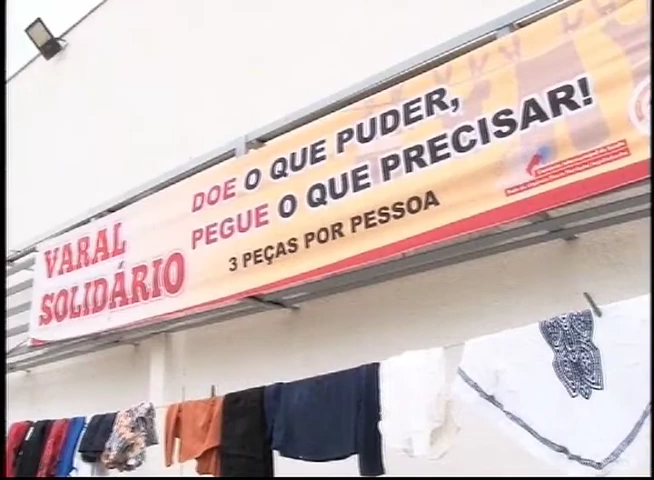 VARAL
SOLIDÁRIO
DOE O QUE PUDER,
PEGUE O QUE PRECISAR!
3 PEÇAS POR PESSOA